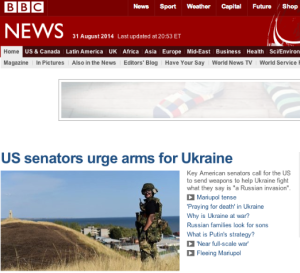 BBC
News Sport Weather Capital Future Shop
NEWS
31 August 2014 Last updated at 20:53 ET
Home US & Canada Latin America UK Africa Asia Europe Mid-East Business Health Sci/Environ
Magazine In Pictures Also in the News Editors' Blog Have Your Say World News TV World Service
US senators urge arms for Ukraine
Key American senators call for the US
to send weapons to help Ukraine fight
what they say is "a Russian invasion".
Mariupol tense
'Praying for death' in Ukraine
Why is Ukraine at war?
Russian families look for sons
What is Putin's strategy?
'Near full-scale war'
Fleeing Mariupol